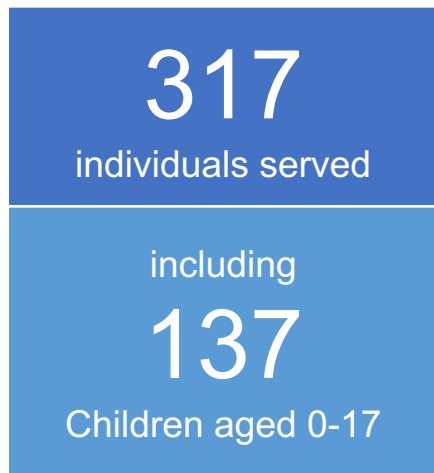 317
individuals served
including
137
Children aged 0-17